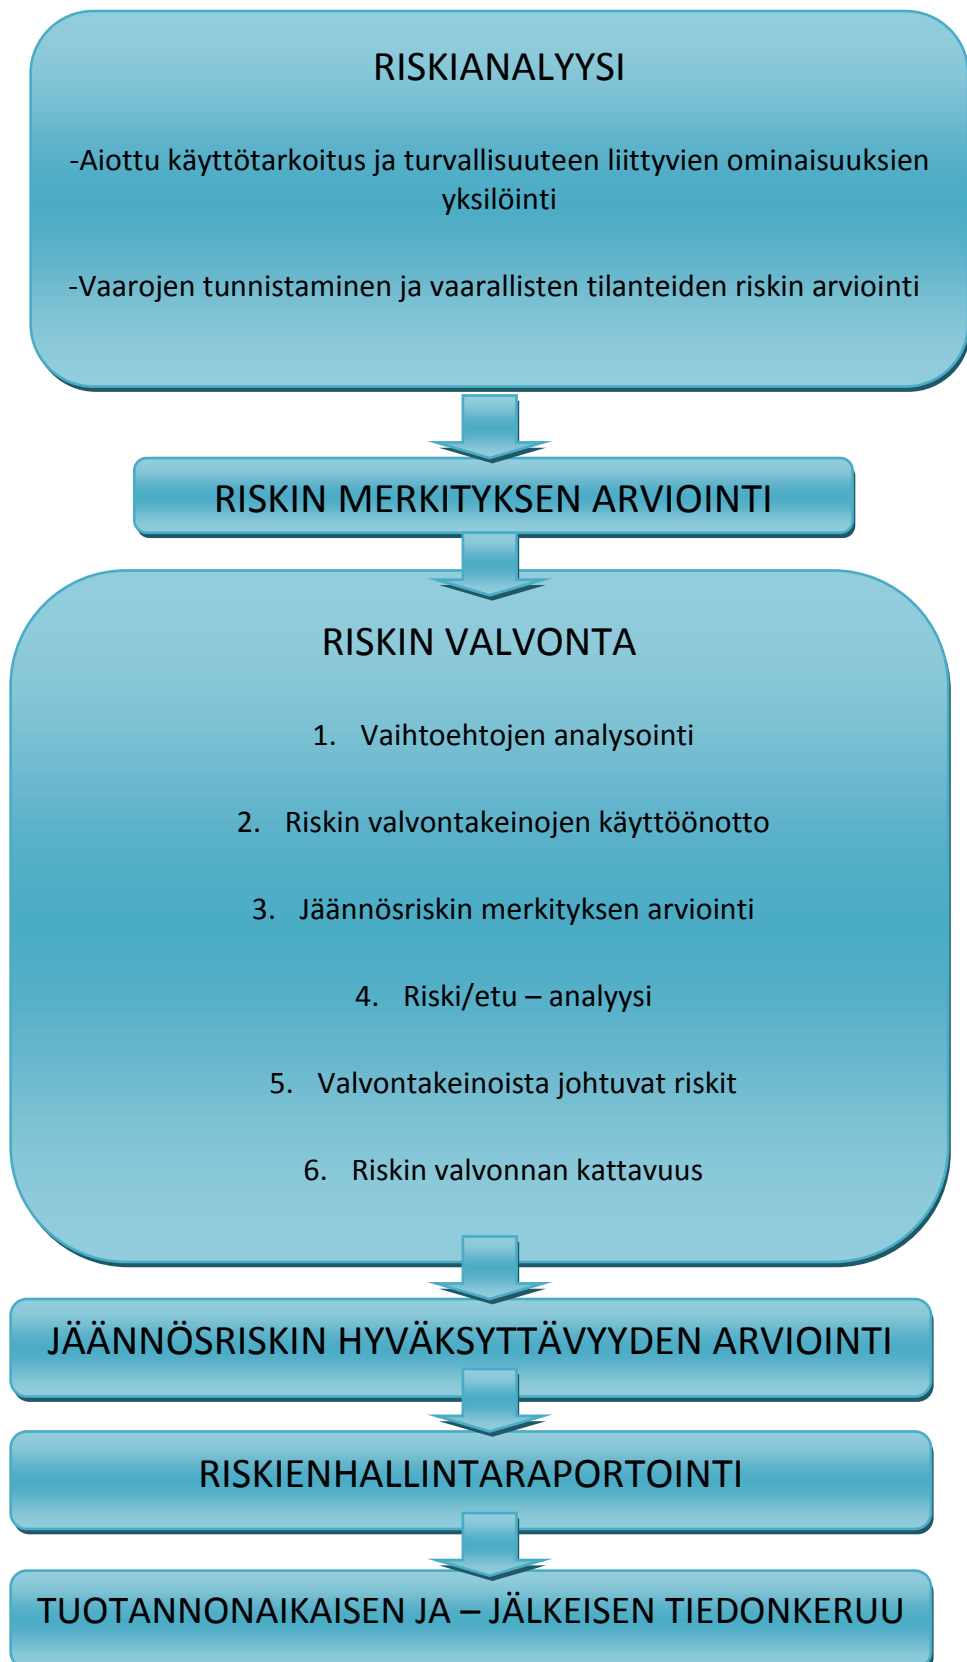 RISKIANALYYSI
-Aiottu käyttötarkoitus ja turvallisuuteen liittyvien ominaisuuksien
yksilöinti
-Vaarojen tunnistaminen ja vaarallisten tilanteiden riskin arviointi
RISKIN MERKITYKSEN ARVIOINTI
RISKIN VALVONTA
1. Vaihtoehtojen analysointi
2. Riskin valvontakeinojen käyttöönotto
3. Jäännösriskin merkityksen arviointi
4. Riski/etu – analyysi
5. Valvontakeinoista johtuvat riskit
6. Riskin valvonnan kattavuus
JÄÄNNÖSRISKIN HYVÄKSYTTÄVYYDEN ARVIOINTI
RISKIENHALLINTARAPORTOINTI
TUOTANNONAIKAISEN JA – JÄLKEISEN TIEDONKERUU